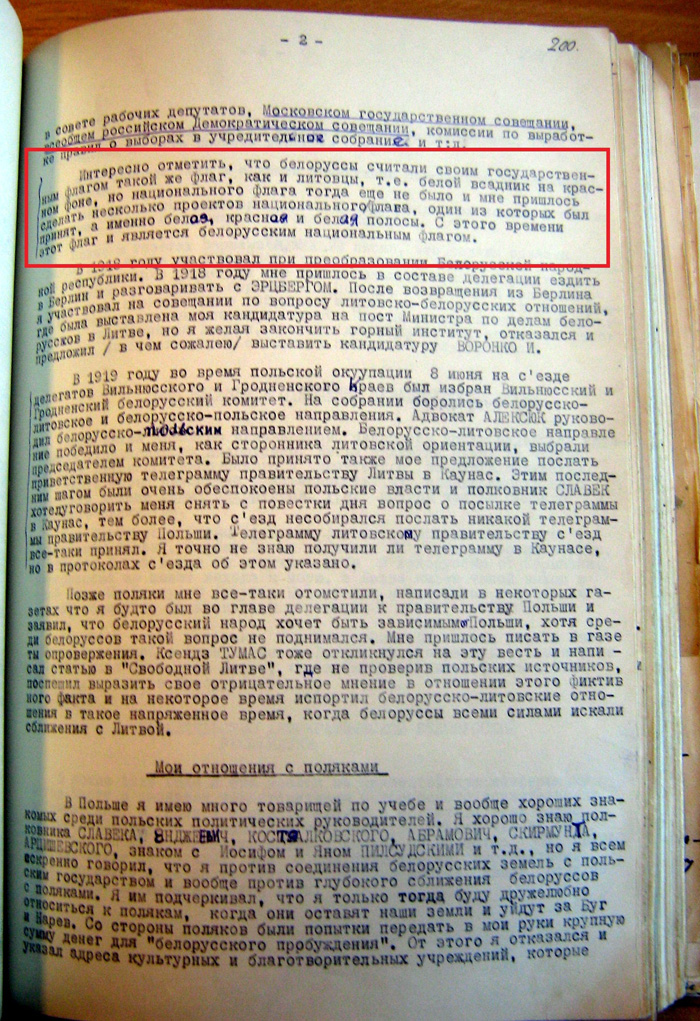 - 2 -
200.
в совете рабочих депутатов, Московском государственном совещании,
всеобщем российском Демократическом совещании, комиссии по выработ-
ке правил о выборах в учредительное собрание и т.п.
Интересно отметить, что белоруссы считали своим государствен-
ным флагом такой же флаг, как и литовцы, т.е. белой всадник на крас-
ном фоне, но национального флага тогда еще не было и мне пришлось
сделать несколько проектов национального флага, один из которых был
принят, а именно белая, красная и белая полосы. С этого времени
этот флаг и является белорусским национальным флагом.
В 1918 году участвовал при преобразовании Белорусской народ-
ной республики. В 1918 году мне пришлось в составе делегации ездить
в Берлин и разговаривать с ЭРЦБЕРГОМ. После возвращения из Берлина
я участвовал на совещании по вопросу литовско-белорусских отношений,
где была выставлена моя кандидатура на пост Министра по делам бело-
руссков в Литве, но я желая закончить горный институт, отказался и
предложил / в чем сожалею/ выставить кандидатуру ВОРОНКО И.
В 1919 году во время польской окуупации 8 июня на с'езде
делегатов Вильнюсского и Гродненского краев был избран Вильнюсский и
Гродненский белорусский комитет. На собрании боролись белорусско-
литовское и белорусско-польское направления. Адвокат АЛЕКСЮК руково-
дил белорусско-польским направлением. Белорусско-литовское направле
ние победило и меня, как сторонника литовской ориентации, выбрали
председателем комитета. Было принято также мое предложение послать
приветственную телеграмму правительству Литвы в Каунас. Этим послед-
ним шагом были очень обеспокоены польские власти и полковник СЛАВЕК
хотелуговорить меня снять с повестки дня вопрос о посылке телеграммы
в Каунас, тем более, что с'езд несобирался послать никакой телеграм-
мы правительству Польши. Телеграмму литовскому правительству с'езд
все-таки принял. Я точно не знаю получили ли телеграмму в Каунасе,
но в протоколах с'езда об этом указано.
Позже поляки мне все-таки отомстили, написали в некоторых га-
зетах что я будто был во главе делегации к правительству Польши и
заявил, что белорусский народ хочет быть зависимым Польши, хотя сре-
ди белоруссов такой вопрос не поднимался. Мне пришлось писать в газе
ты опровержения. Ксендз ТУМАС тоже откликнулся на эту весть и напи -
сал статью в "Свободной Литве", где не проверив польских источников,
поспешил выразить свое отрицательное мнение в отношении этого фиктив
ного факта и на некоторое время испортил белорусско-литовские отно-
шения в такое напряженное время, когда белоруссы всеми силами искали
сближения с Литвой.
Мои отношения с поляками
В Польше я имею много товарищей по учебе и вообще хороших зна-
комых среди польских политических руководителей. Я хорошо знаю пол-
ковника СЛАВЕКА, ЕНДЖЕВИЧ, КОСТЯЛКОВСКОГО, АБРАМОВИЧ, СКИРМУНТА,
АРЦИШЕВСКОГО, знаком с Иосифом и Яном ПИЛСУДСКИМИ и т.д., но я всем
искренно говорил, что я против соединения белорусских земель с поль-
ским государством и вообще против глубокого сближения белоруссов
с поляками. Я им подчеркивал, что я только тогда буду дружелюбно
относиться к полякам, когда они оставят наши земли и уйдут за Буг
и Нарев. Со стороны поляков были попытки передать в мои руки крупную
сумму денег для "белорусского пробуждения". От этого я отказался и
указал адреса культурных и благотворительных учреждений, которые